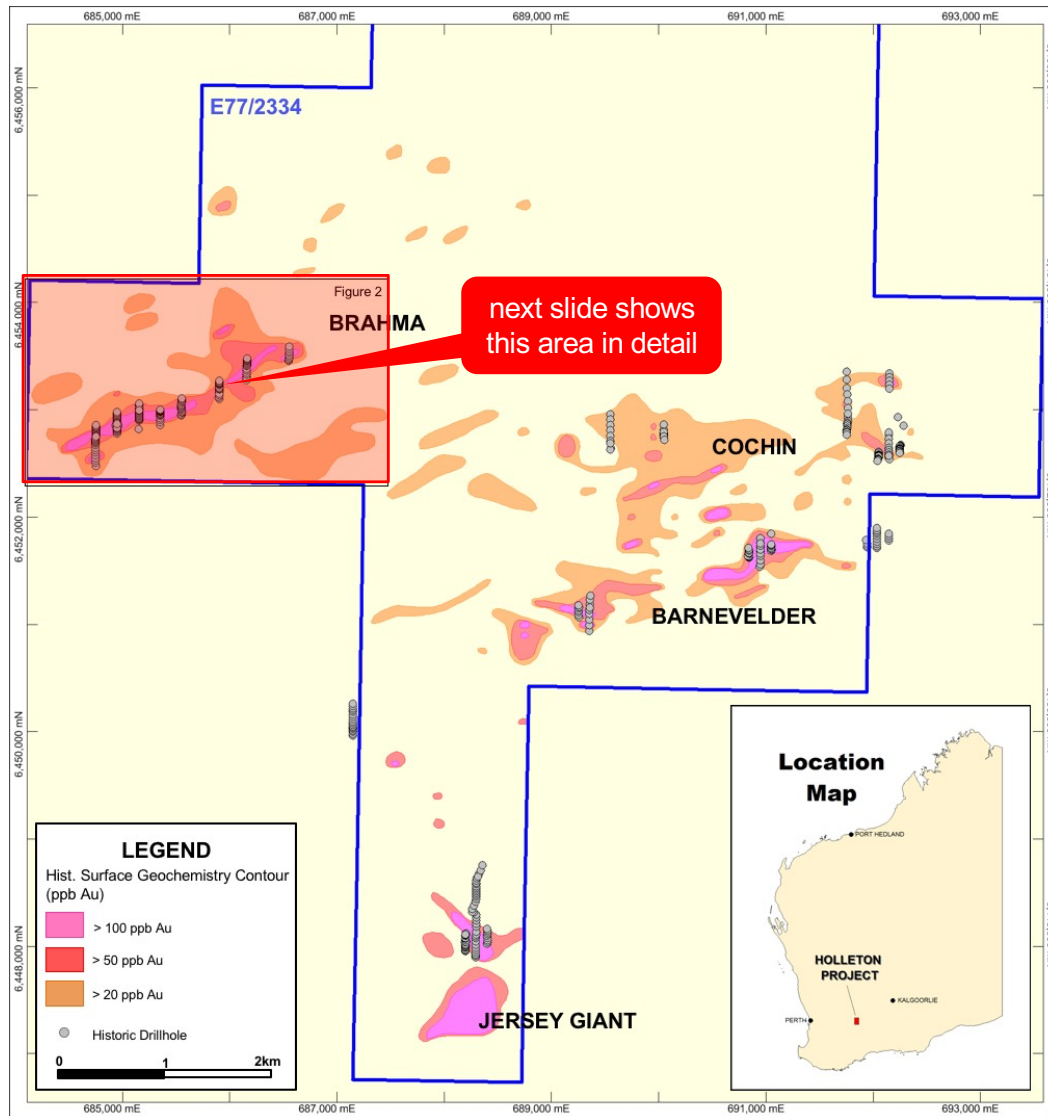 685,000 mE
687,000 mE
689,000 mE
691,000 mE
693,000 mE
6,456,000 mN
6,454,000 mN
6,452,000 mN
6,450,000 mN
6,448,000 mN
E77/2334
Figure 2
BRAHMA
next slide shows
this area in detail
COCHIN
BARNEVELDER
JERSEY GIANT
LEGEND
Hist. Surface Geochemistry Contour
(ppb Au)
> 100 ppb Au
> 50 ppb Au
> 20 ppb Au
Historic Drillhole
0 1 2km
Location
Map
PORT HEDLAND
HOLLETON
PROJECT
KALGOORLIE
PERTH
685,000 mE
687,000 mE
689,000 mE
691,000 mE
693,000 mE